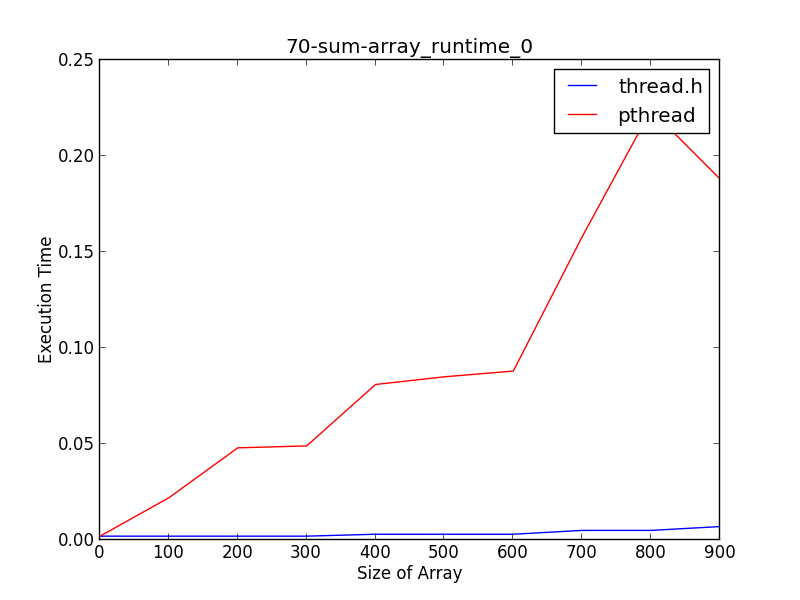 70-sum-array_runtime_0
0.25
0.20
0.15
0.10
0.05
0.00
Execution Time
thread.h
pthread
0 100 200 300 400 500 600 700 800 900
Size of Array